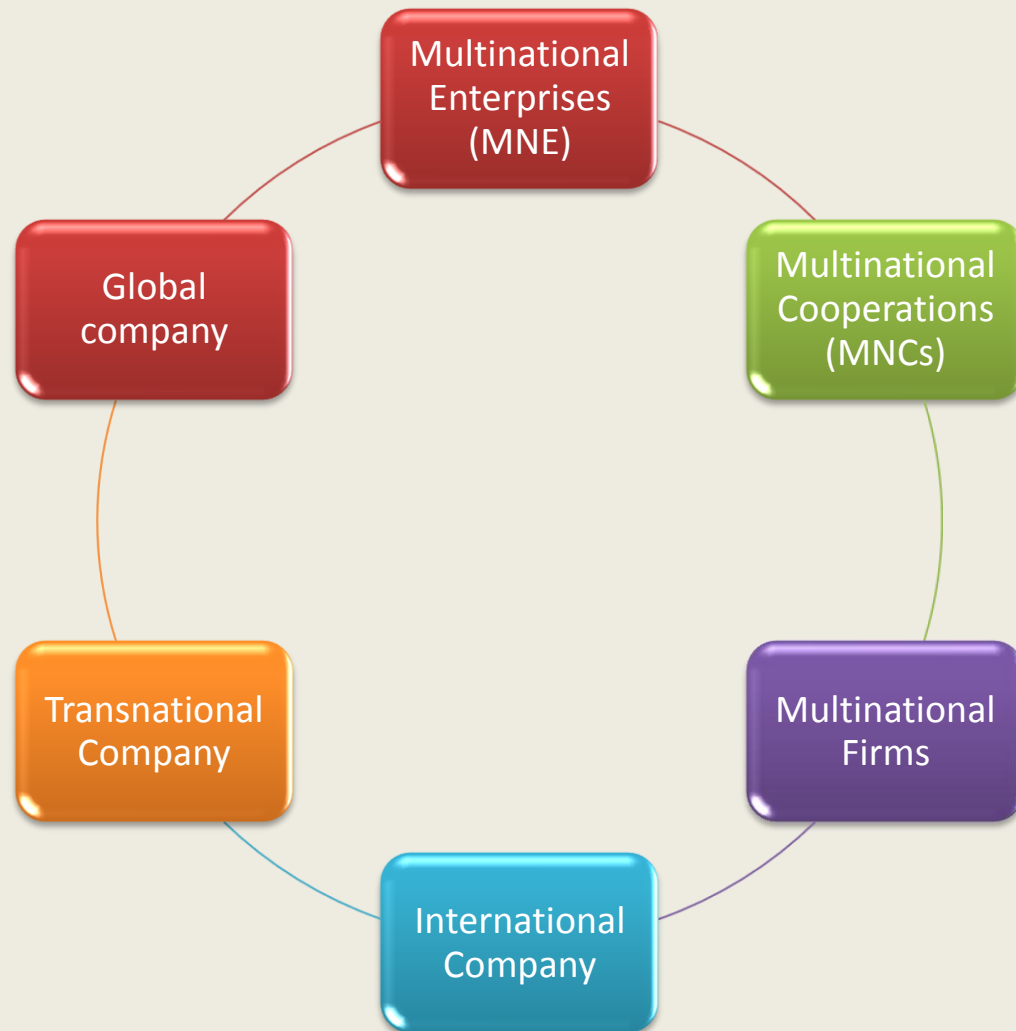 Multinational
Enterprises
(MNE)
Multinational
Cooperations
(MNCs)
Multinational
Firms
International
Company
Transnational
Company
Global
company